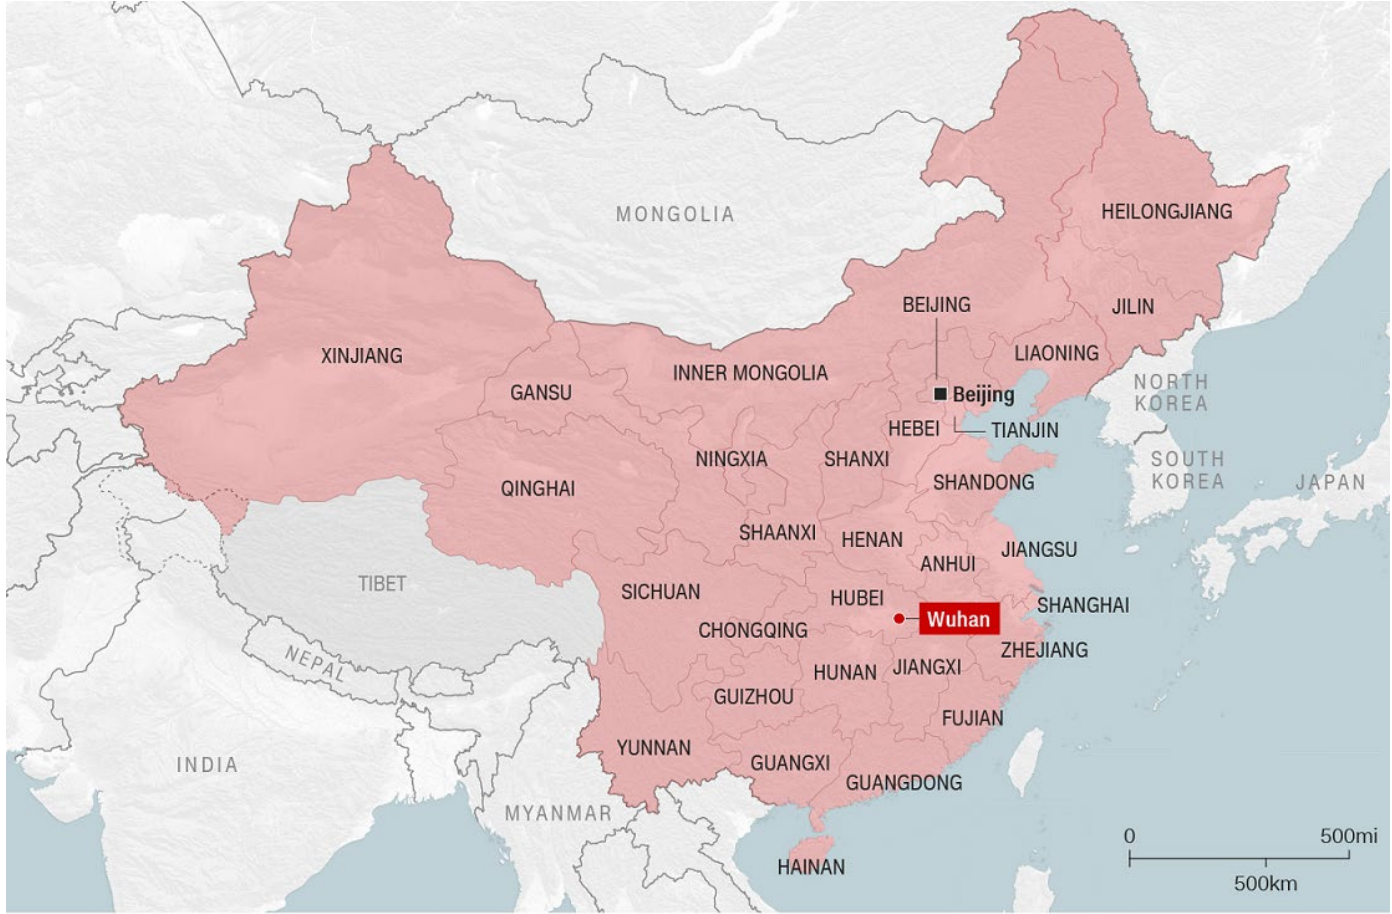 MONGOLIA
HEILONGJIANG
BEIJING
JILIN
XINJIANG
LIAONING
INNER MONGOLIA
GANSU
Beijing
NORTH
KOREA
HEBEI
TIANJIN
NINGXIA
SHANXI
SOUTH
KOREA
JAPAN
QINGHAI
SHANDONG
SHAANXI
HENAN
JIANGSU
ANHUI
TIBET
SICHUAN
HUBEI
SHANGHAI
Wuhan
CHONGQING
ZHEJIANG
NEPAL
HUNAN
JIANGXI
GUIZHOU
FUJIAN
YUNNAN
INDIA
GUANGXI
GUANGDONG
MYANMAR
0 500mi
HAINAN
500km